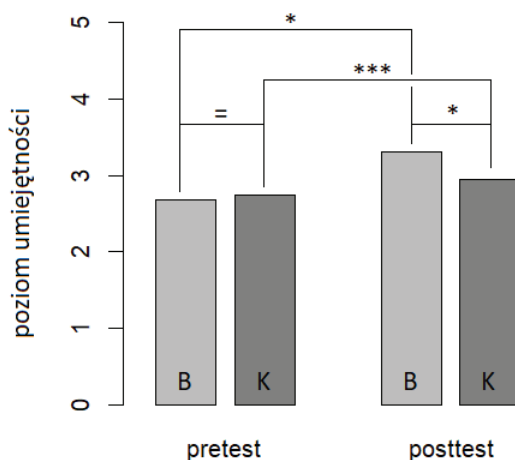 poziom umiejętności
5
4
3
2
1
0
*
***
=
*
B
K
B
K
pretest
posttest